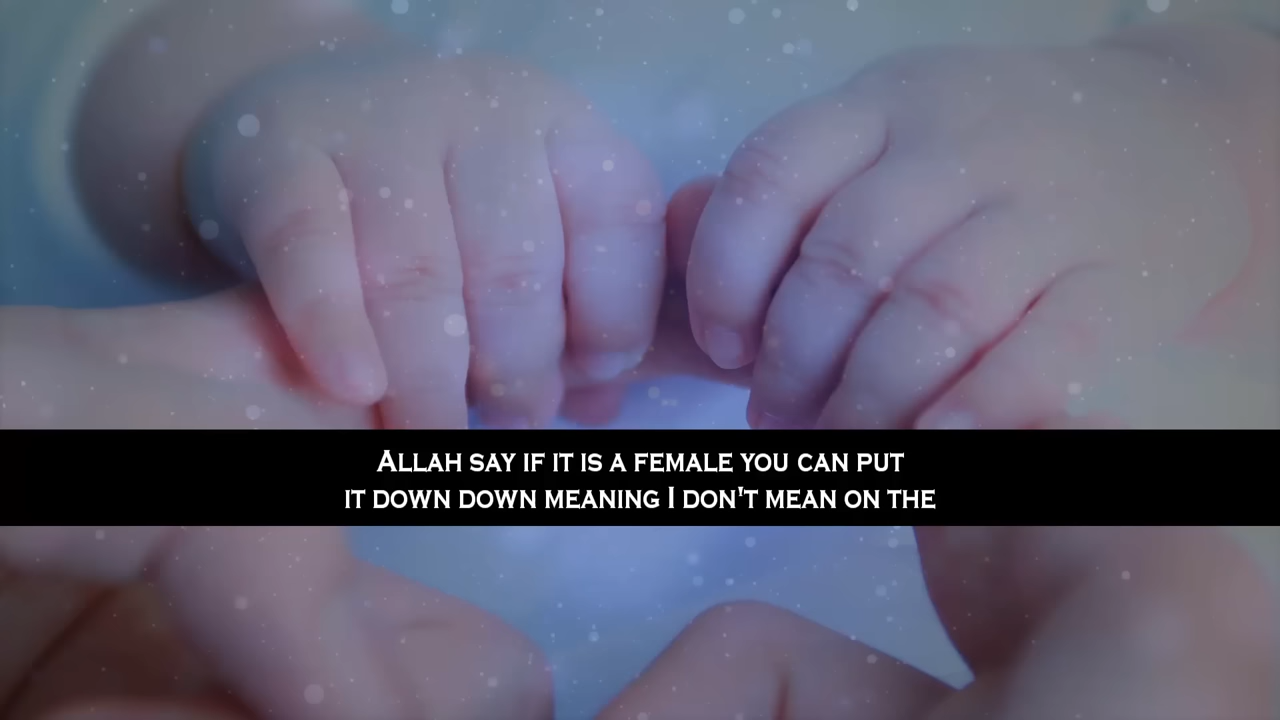 Allah say if it is a female you can put
it down down meaning I don't mean on the